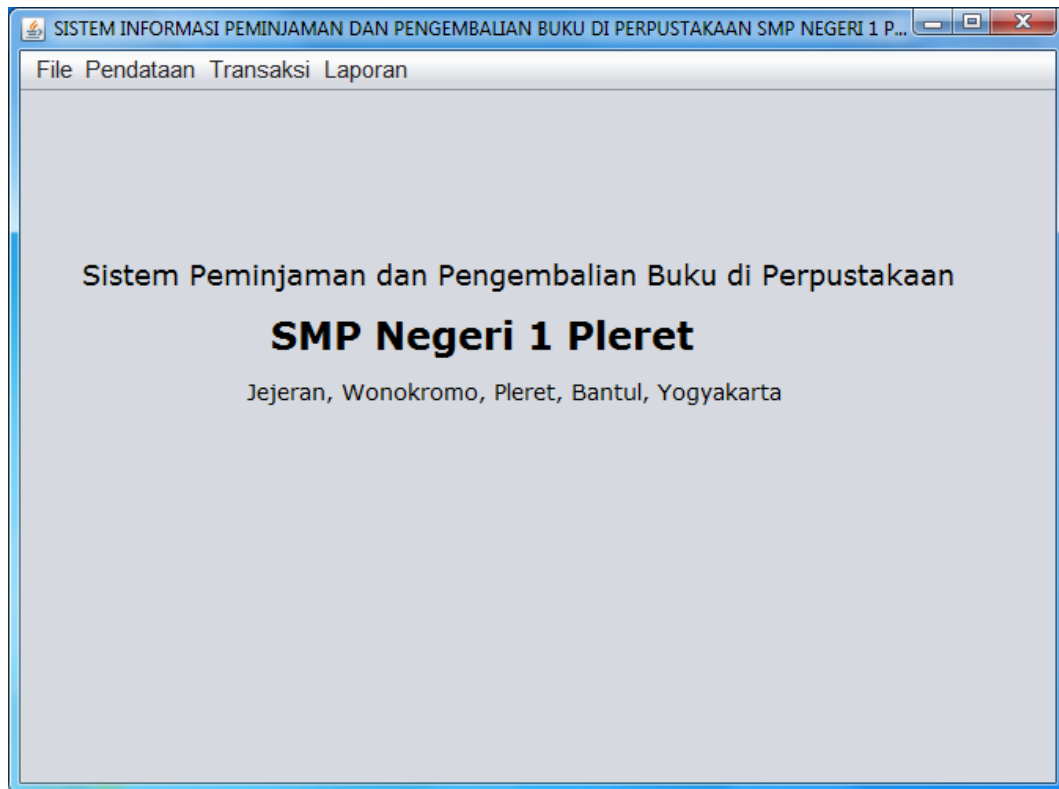 SISTEM INFORMASI PEMINJAMAN DAN PENGEMBALIAN BUKU DI PERPUSTAKAAN SMP NEGERI 1 P...
File Pendataan Transaksi Laporan
Sistem Peminjaman dan Pengembalian Buku di Perpustakaan
SMP Negeri 1 Pleret
Jejeran, Wonokromo, Pleret, Bantul, Yogyakarta